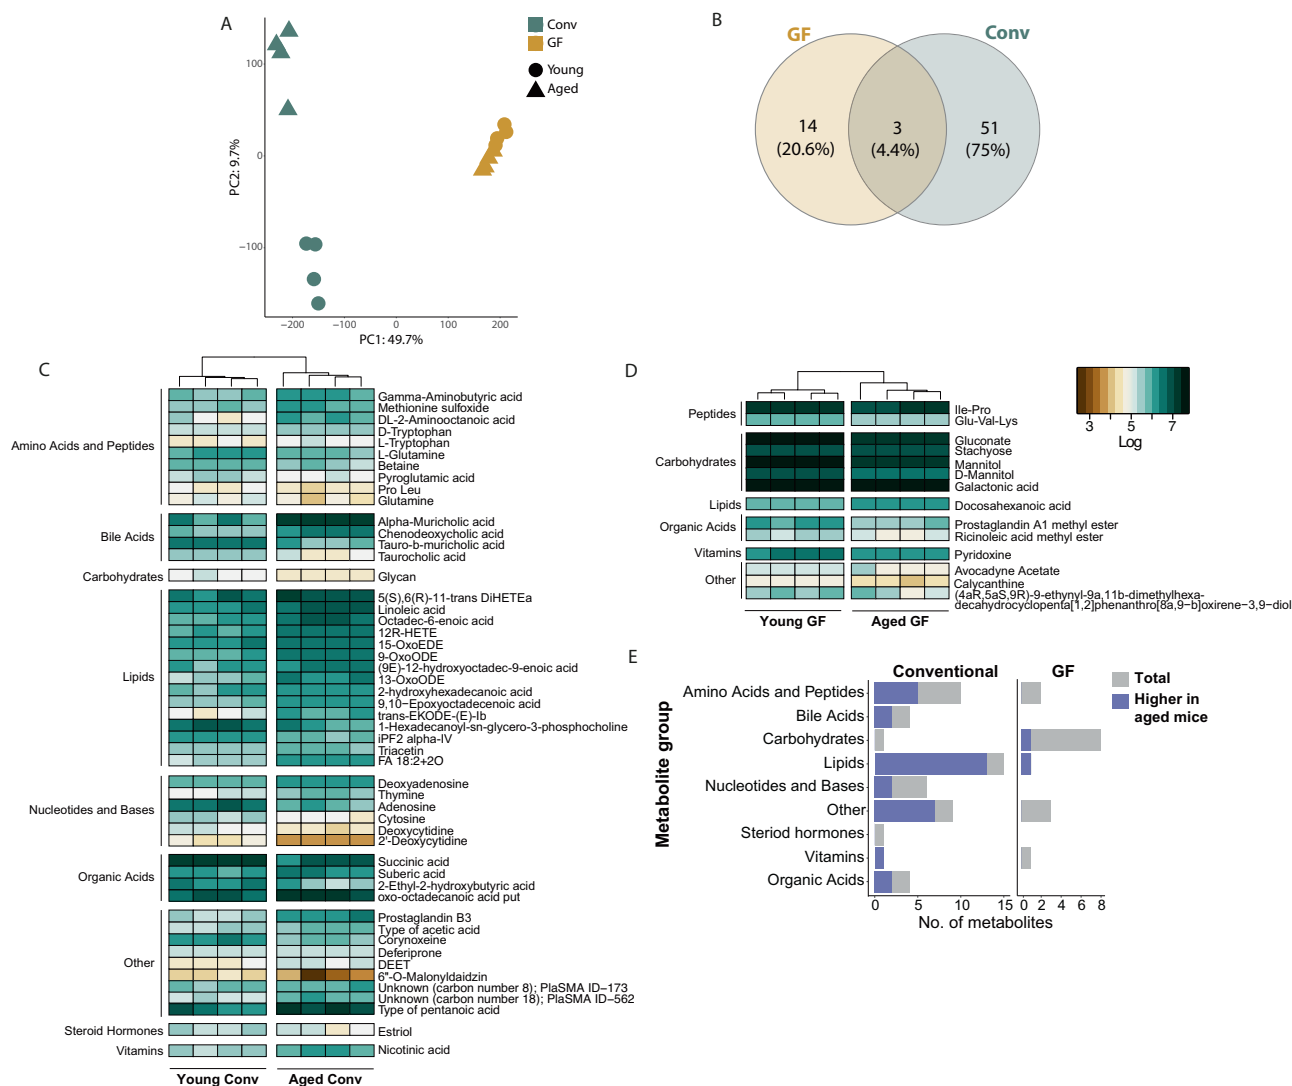 A
Conv
GF
Young
Aged
100
0
−100
PC2: 9.7%
−200
−100
0
100
200
PC1: 49.7%
B
GF
Conv
14
(20.6%)
3
(4.4%)
51
(75%)
C
Amino Acids and Peptides
Gamma-Aminobutyric acid
Methionine sulfoxide
DL-2-Aminooctanoic acid
D-Tryptophan
L-Tryptophan
L-Glutamine
Betaine
Pyroglutamic acid
Pro Leu
Glutamine
Bile Acids
Alpha-Muricholic acid
Chenodeoxycholic acid
Tauro-b-muricholic acid
Taurocholic acid
Carbohydrates
Glycan
Lipids
5(S),6(R)-11-trans DiHETEa
Linoleic acid
Octadec-6-enoic acid
12R-HETE
15-OxoEDE
9-OxoODE
(9E)-12-hydroxyoctadec-9-enoic acid
13-OxoODE
2-hydroxyhexadecanoic acid
9,10−Epoxyoctadecenoic acid
trans-EKODE-(E)-Ib
1-Hexadecanoyl-sn-glycero-3-phosphocholine
iPF2 alpha-IV
Triacetin
FA 18:2+2O
Nucleotides and Bases
Deoxyadenosine
Thymine
Adenosine
Cytosine
Deoxycytidine
2'-Deoxycytidine
Organic Acids
Succinic acid
Suberic acid
2-Ethyl-2-hydroxybutyric acid
oxo-octadecanoic acid put
Other
Prostaglandin B3
Type of acetic acid
Corynoxeine
Deferiprone
DEET
6"-O-Malonyldaidzin
Unknown (carbon number 8); PlaSMA ID−173
Unknown (carbon number 18); PlaSMA ID−562
Type of pentanoic acid
Steroid Hormones
Estriol
Vitamins
Nicotinic acid
Young Conv
Aged Conv
D
Peptides
Ile-Pro
Glu-Val-Lys
Carbohydrates
Gluconate
Stachyose
Mannitol
D-Mannitol
Galactonic acid
Lipids
Docosahexanoic acid
Organic Acids
Prostaglandin A1 methyl ester
Ricinoleic acid methyl ester
Vitamins
Pyridoxine
Other
Avocadyne Acetate
Calycanthine
(4aR,5aS,9R)-9-ethynyl-9a,11b-dimethylhexa-
decahydrocyclopenta[1,2]phenanthro[8a,9−b]oxirene−3,9−diol
Young GF
Aged GF
3
5
7
Log
E
Conventional
GF
Total
Higher in
aged mice
Metabolite group
Amino Acids and Peptides
Bile Acids
Carbohydrates
Lipids
Nucleotides and Bases
Other
Steriod hormones
Vitamins
Organic Acids
0
5
10
15
0
2
4
6
8
No. of metabolites